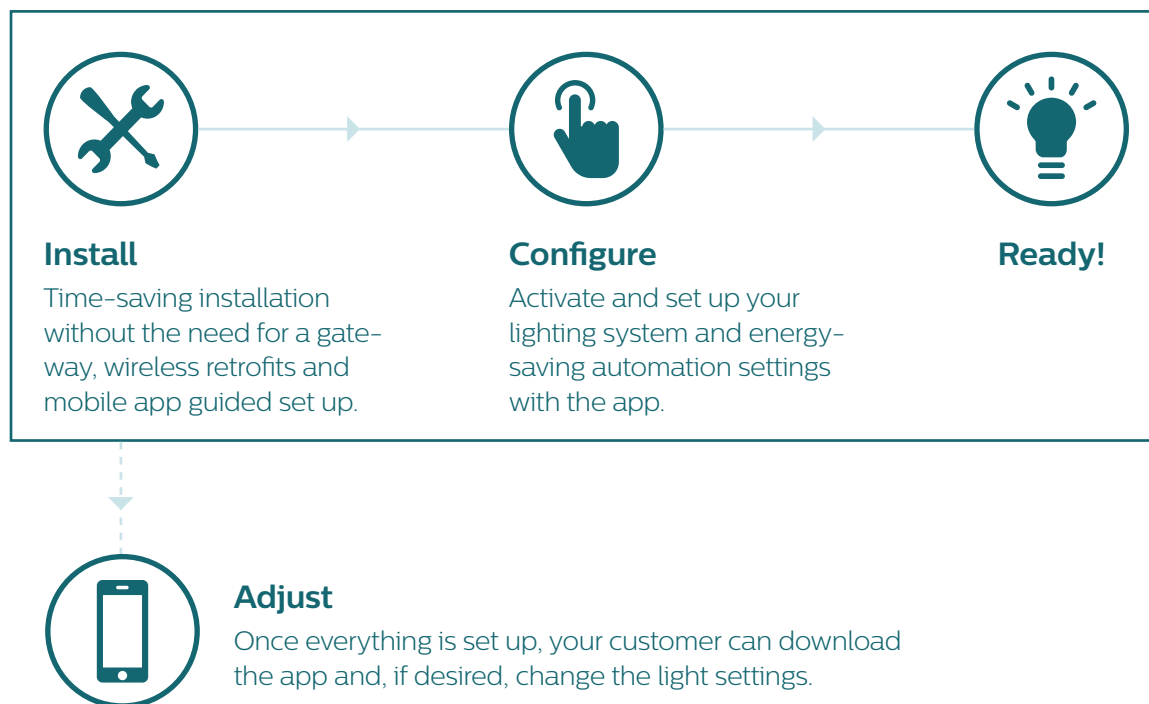 Install
Time-saving installation
without the need for a gate-
way, wireless retrofits and
mobile app guided set up.
Configure
Activate and set up your
lighting system and energy-
saving automation settings
with the app.
Ready!
Adjust
Once everything is set up, your customer can download
the app and, if desired, change the light settings.